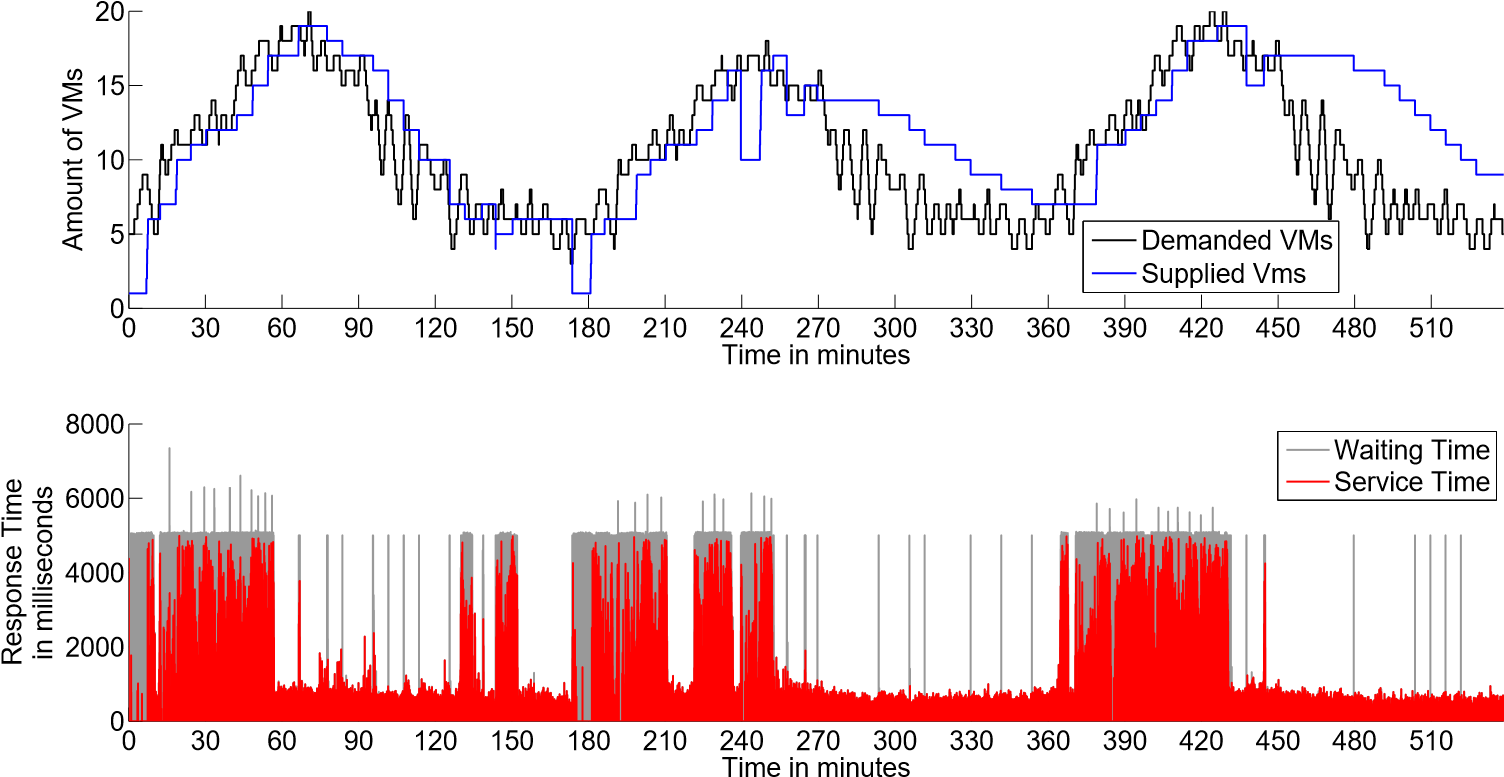 20
15
10
5
0
Amount of VMs
Demanded VMs
Supplied Vms
0 30 60 90 120 150 180 210 240 270 300 330 360 390 420 450 480 510
Time in minutes
8000
6000
4000
2000
0
Response Time
in milliseconds
Waiting Time
Service Time
0 30 60 90 120 150 180 210 240 270 300 330 360 390 420 450 480 510
Time in minutes